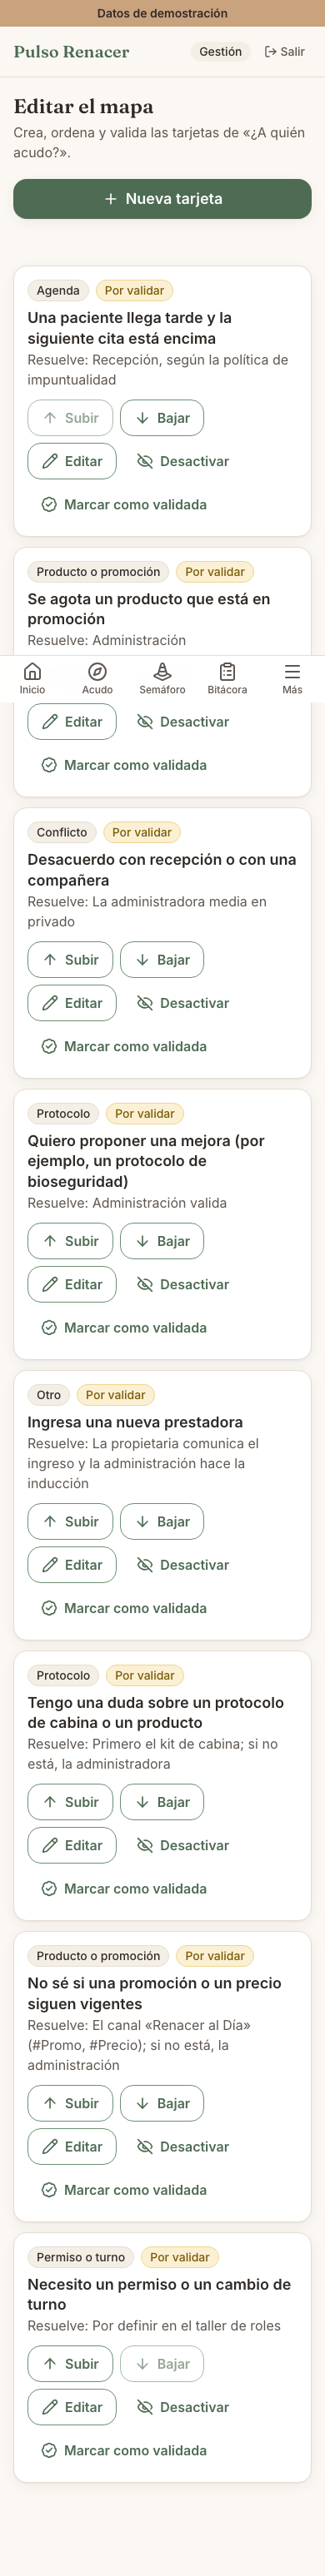 Datos de demostración
Pulso Renacer
Gestión
Salir
Editar el mapa
Crea, ordena y valida las tarjetas de «¿A quién
acudo?».
Nueva tarjeta
Agenda
Por validar
Una paciente llega tarde y la
siguiente cita está encima
Resuelve: Recepción, según la política de
impuntualidad
Subir
Bajar
Editar
Desactivar
Marcar como validada
Producto o promoción
Por validar
Se agota un producto que está en
promoción
Resuelve: Administración
Inicio
Acudo
Semáforo
Bitácora
Más
Editar
Desactivar
Marcar como validada
Conflicto
Por validar
Desacuerdo con recepción o con una
compañera
Resuelve: La administradora media en
privado
Subir
Bajar
Editar
Desactivar
Marcar como validada
Protocolo
Por validar
Quiero proponer una mejora (por
ejemplo, un protocolo de
bioseguridad)
Resuelve: Administración valida
Subir
Bajar
Editar
Desactivar
Marcar como validada
Otro
Por validar
Ingresa una nueva prestadora
Resuelve: La propietaria comunica el
ingreso y la administración hace la
inducción
Subir
Bajar
Editar
Desactivar
Marcar como validada
Protocolo
Por validar
Tengo una duda sobre un protocolo
de cabina o un producto
Resuelve: Primero el kit de cabina; si no
está, la administradora
Subir
Bajar
Editar
Desactivar
Marcar como validada
Producto o promoción
Por validar
No sé si una promoción o un precio
siguen vigentes
Resuelve: El canal «Renacer al Día»
(#Promo, #Precio); si no está, la
administración
Subir
Bajar
Editar
Desactivar
Marcar como validada
Permiso o turno
Por validar
Necesito un permiso o un cambio de
turno
Resuelve: Por definir en el taller de roles
Subir
Bajar
Editar
Desactivar
Marcar como validada